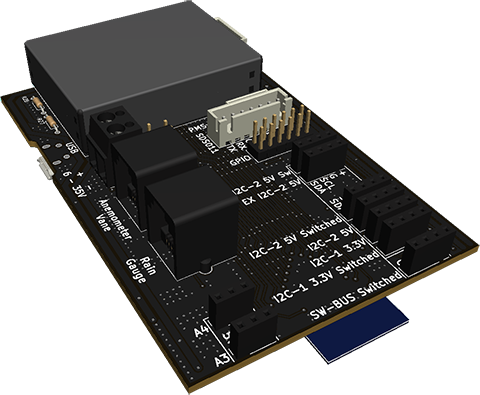 PMS
GPIO
I2C-2 5V Sw
EX I2C-2 5V
USB
6 - 35V
Anemometer
Vane
Rain
Gauge
I2C-2 5V Switched
I2C-2 5V
I2C-1 3.3V
I2C-1 3.3V Switched
SW-BUS Switched
A4
A3